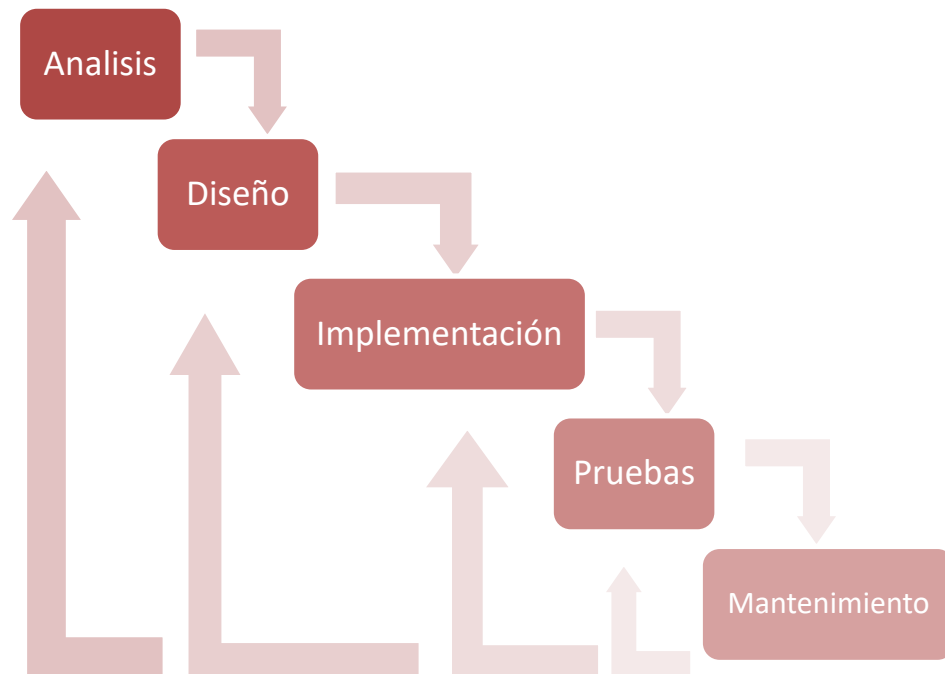 Analisis
Diseño
Implementación
Pruebas
Mantenimiento